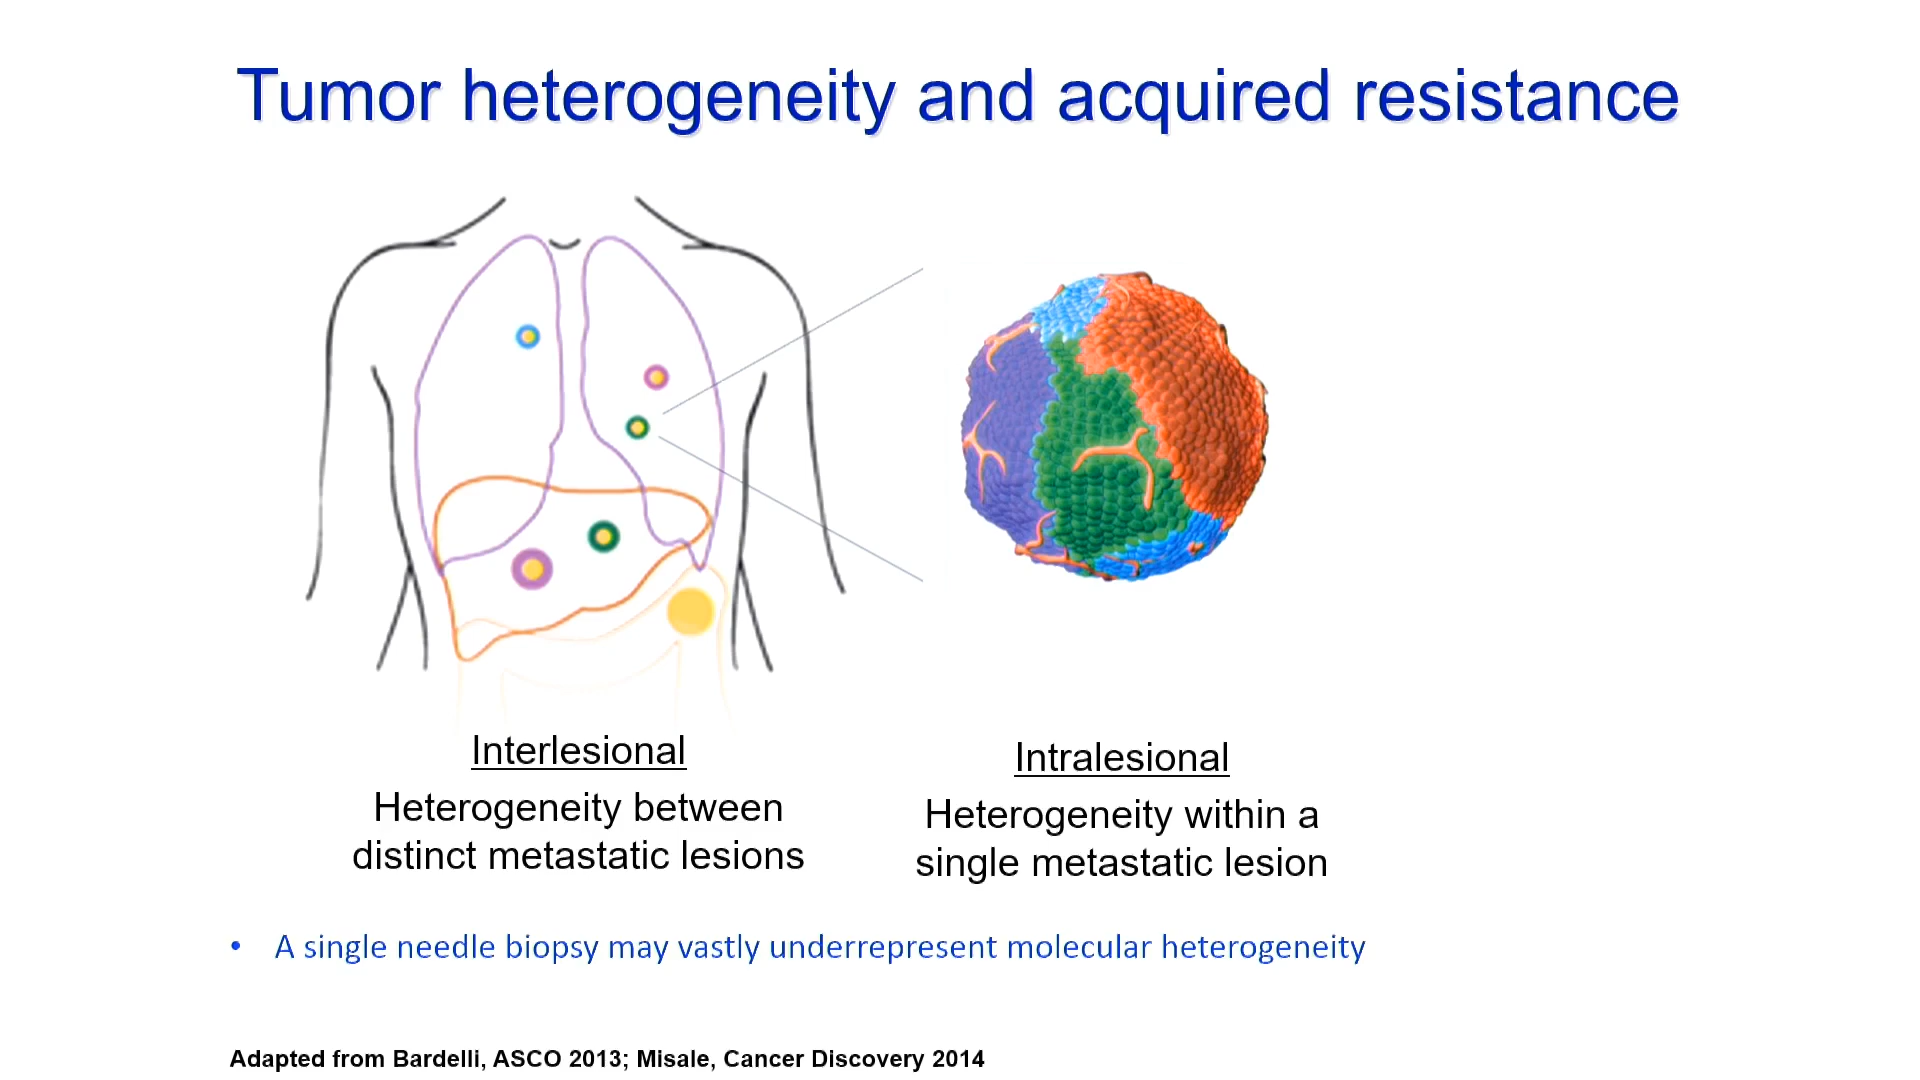 Tumor heterogeneity and acquired resistance
Interlesional
Heterogeneity between
distinct metastatic lesions
Intralesional
Heterogeneity within a
single metastatic lesion
• A single needle biopsy may vastly underrepresent molecular heterogeneity
Adapted from Bardelli, ASCO 2013; Misale, Cancer Discovery 2014